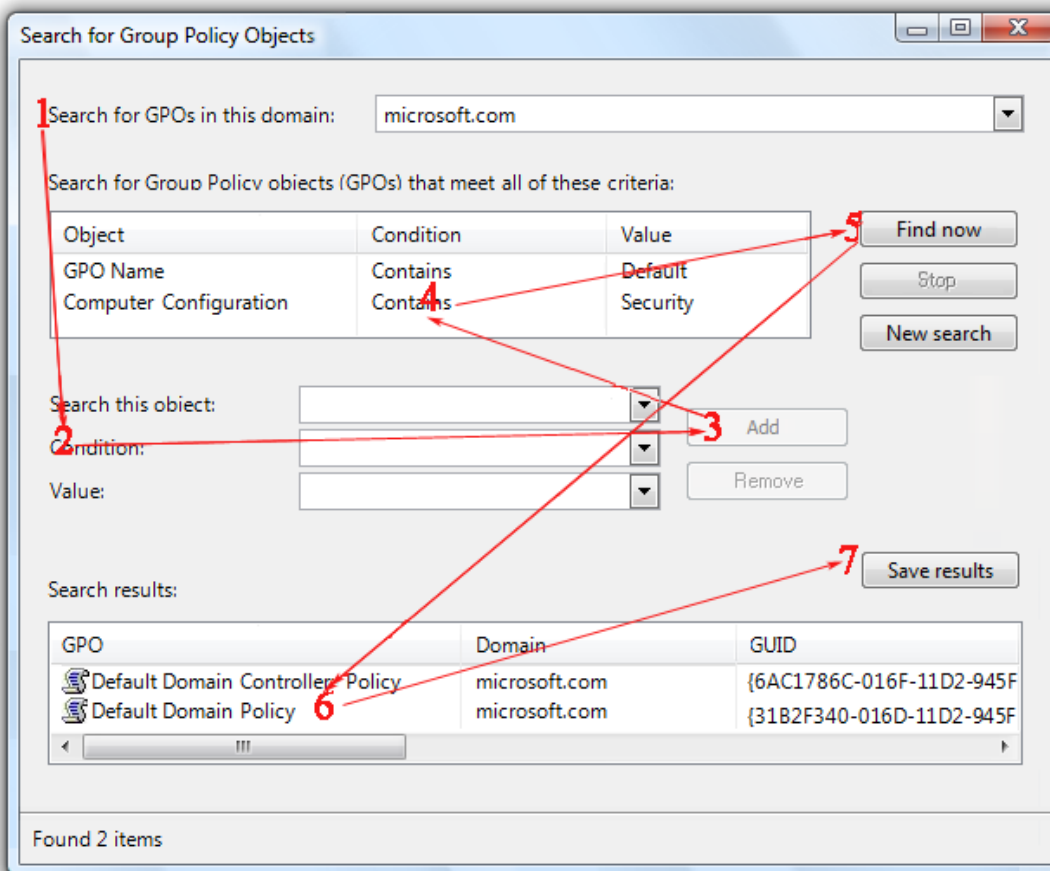 Search for Group Policy Objects
1 Search for GPOs in this domain: microsoft.com
Search for Group Policy objects (GPOs) that meet all of these criteria:
Object Condition Value
5 Find now
GPO Name Contains Default
Stop
Computer Configuration Contains 4 Security
New search
Search this object:
3 Add
2 Condition:
Remove
Value:
7 Save results
Search results:
GPO Domain GUID
Default Domain Controllers Policy microsoft.com {6AC1786C-016F-11D2-945F
Default Domain Policy 6 microsoft.com {31B2F340-016D-11D2-945F
Found 2 items